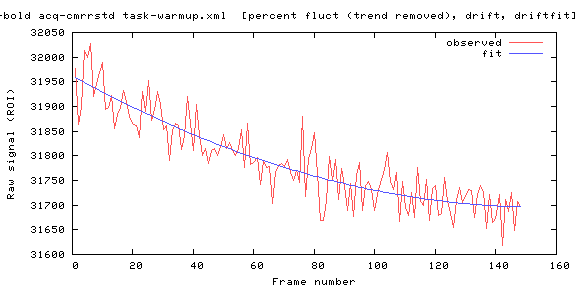 -bold acq-cmrrstd task-warmup.xml [percent fluct (trend removed), drift, driftfit]
32050
32000
31950
31900
31850
31800
31750
31700
31650
31600
Raw signal (ROI)
observed
fit
0 20 40 60 80 100 120 140 160
Frame number